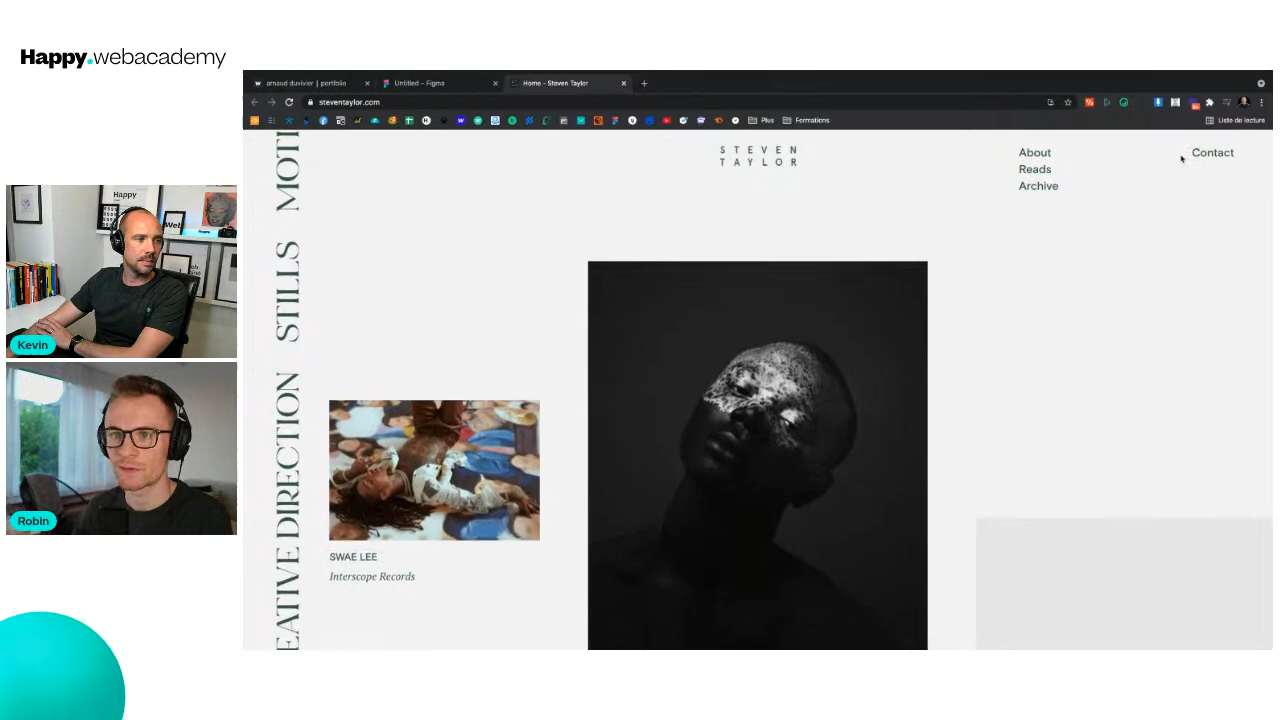 Happy.webacademy
arnaud duvivier | portfolio
Untitled – Figma
Home - Steven Taylor
steventaylor.com
Plus
Formations
Liste de lecture
MOTI
STILLS
EATIVE DIRECTION
STEVEN
TAYLOR
About
Reads
Archive
Contact
SWAE LEE
Interscope Records
Happy
Web
Kevin
Robin